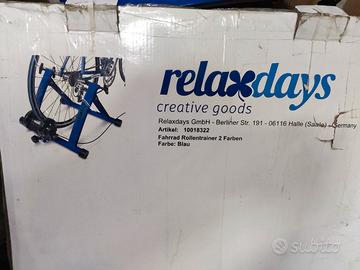 relaxdays
creative goods
Relaxdays GmbH - Berliner Str. 191 - 06116 Halle (Saale) - Germany
Artikel: 10018322
Fahrrad Rollentrainer 2 Farben
Farbe: Blau
subito